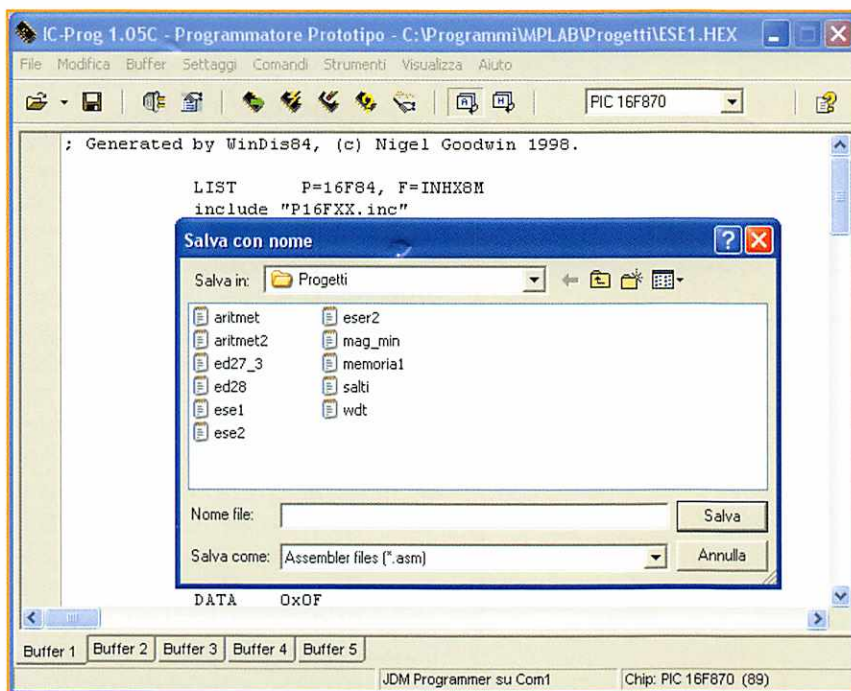 IC-Prog 1.05C - Programmatore Prototipo - C:\Programmi\MPLAB\Progetti\ESE1.HEX
File Modifica Buffer Settaggi Comandi Strumenti Visualizza Aiuto
PIC 16F870
; Generated by WinDis84, (c) Nigel Goodwin 1998.
LIST P=16F84, F=INHX8M
include "P16FXX.inc"
Salva con nome
Salva in: Progetti
aritmet eser2
aritmet2 mag_min
ed27_3 memoria1
ed28 salti
ese1 wdt
ese2
Nome file: Salva
Salva come: Assembler files (*.asm) Annulla
DATA 0x0F
Buffer 1 Buffer 2 Buffer 3 Buffer 4 Buffer 5
JDM Programmer su Com1 Chip: PIC 16F870 (89)